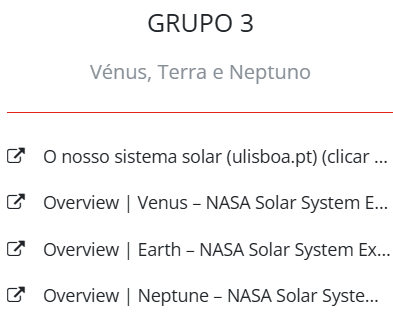 GRUPO 3
Vénus, Terra e Neptuno
O nosso sistema solar (ulisboa.pt) (clicar ...
Overview | Venus – NASA Solar System E...
Overview | Earth – NASA Solar System Ex...
Overview | Neptune – NASA Solar Syste...